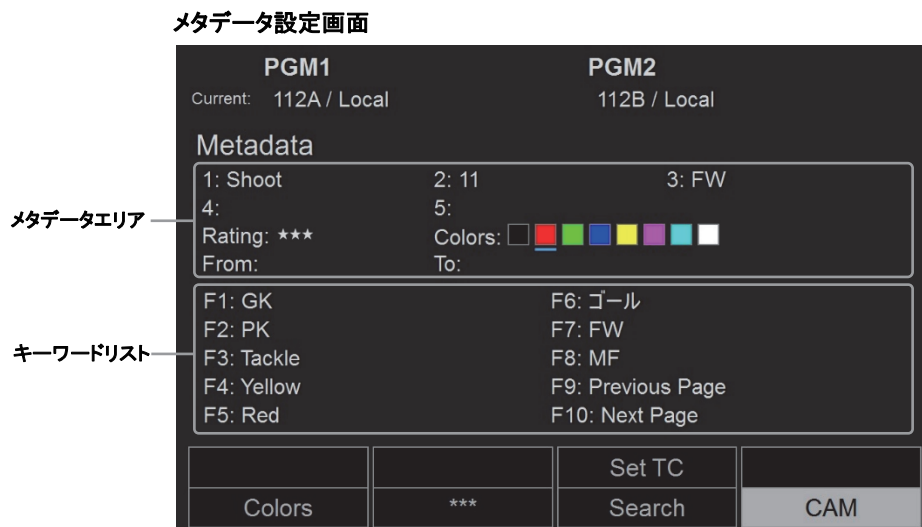 メタデータ設定画面
PGM1 PGM2
Current: 112A / Local 112B / Local
Metadata
1: Shoot 2: 11 3: FW
4: 5:
メタデータエリア
Rating: *** Colors:
From: To:
F1: GK F6: ゴール
F2: PK F7: FW
キーワードリスト
F3: Tackle F8: MF
F4: Yellow F9: Previous Page
F5: Red F10: Next Page
Set TC
Colors *** Search CAM